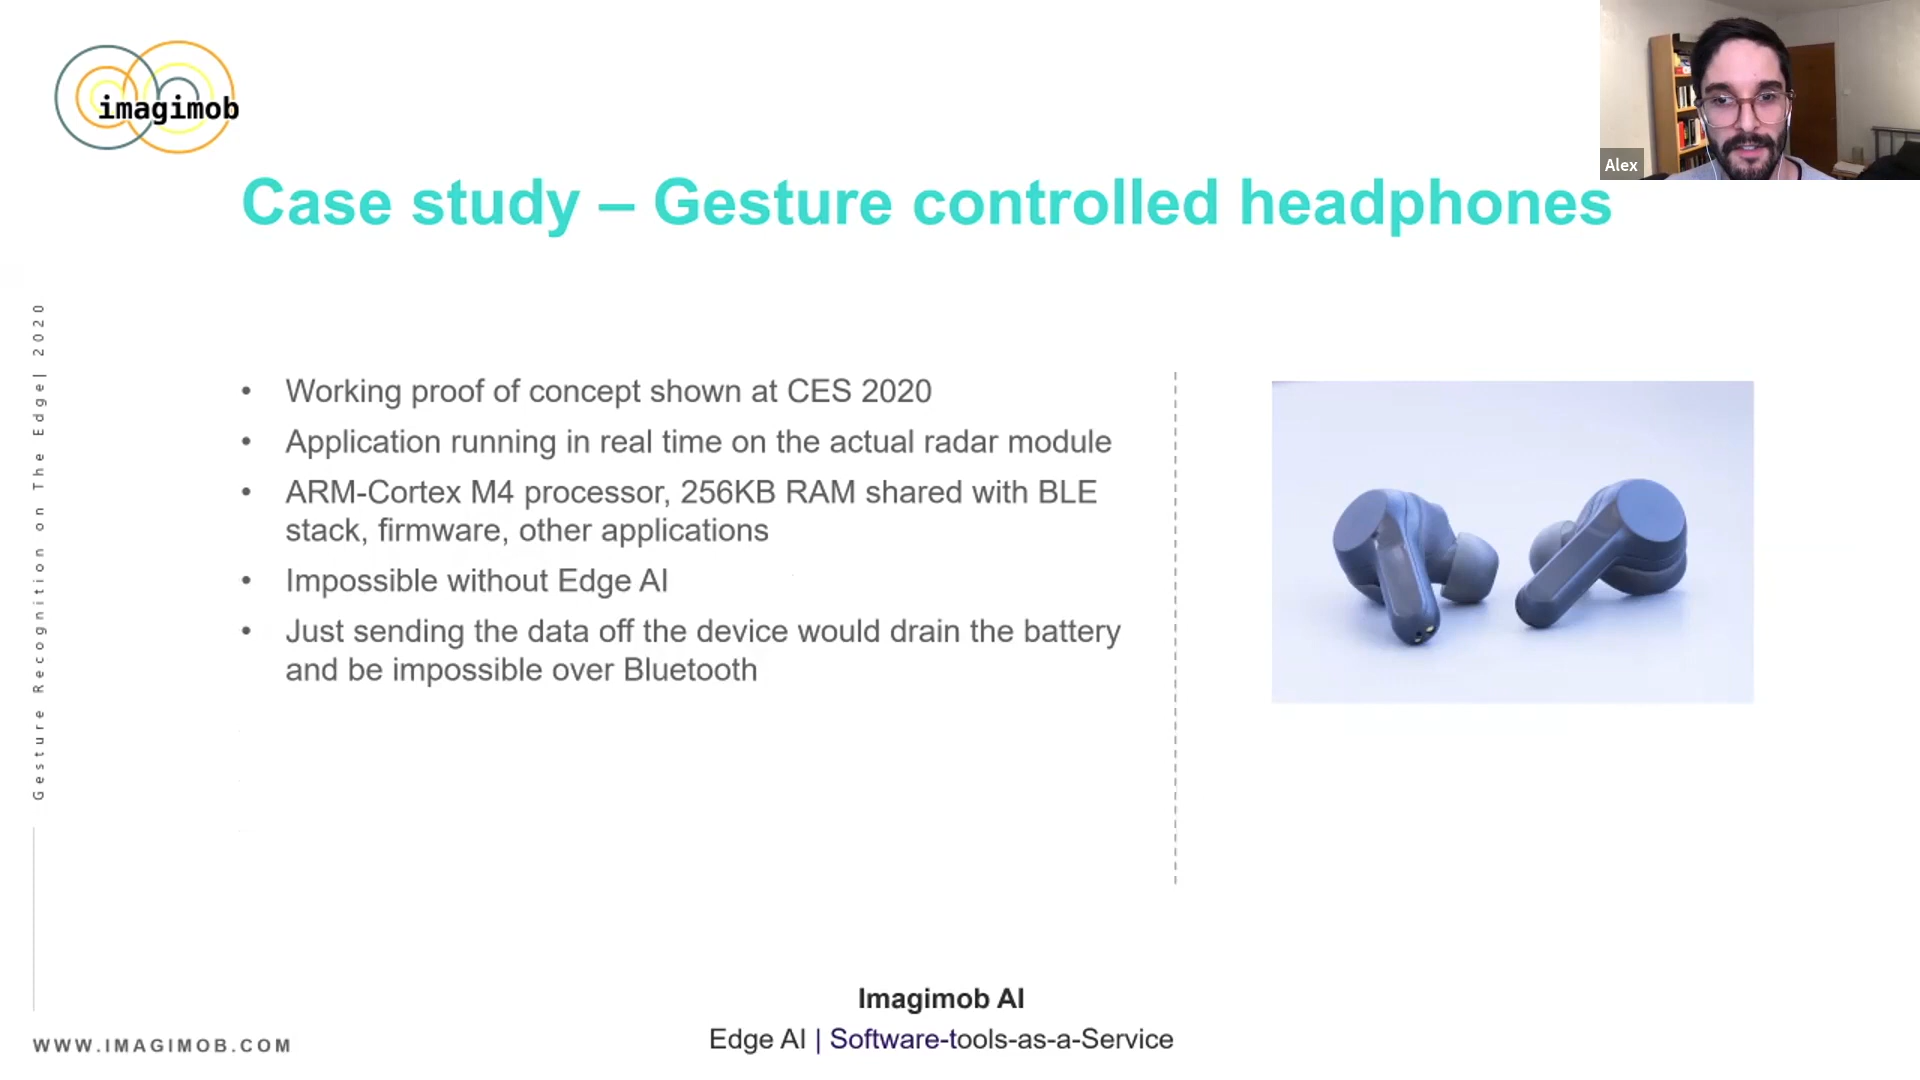 imagimob
Alex
Case study – Gesture controlled headphones
Gesture Recognition on The Edge| 2020
• Working proof of concept shown at CES 2020
• Application running in real time on the actual radar module
• ARM-Cortex M4 processor, 256KB RAM shared with BLE
stack, firmware, other applications
• Impossible without Edge AI
• Just sending the data off the device would drain the battery
and be impossible over Bluetooth
Imagimob AI
Edge AI | Software-tools-as-a-Service
WWW.IMAGIMOB.COM